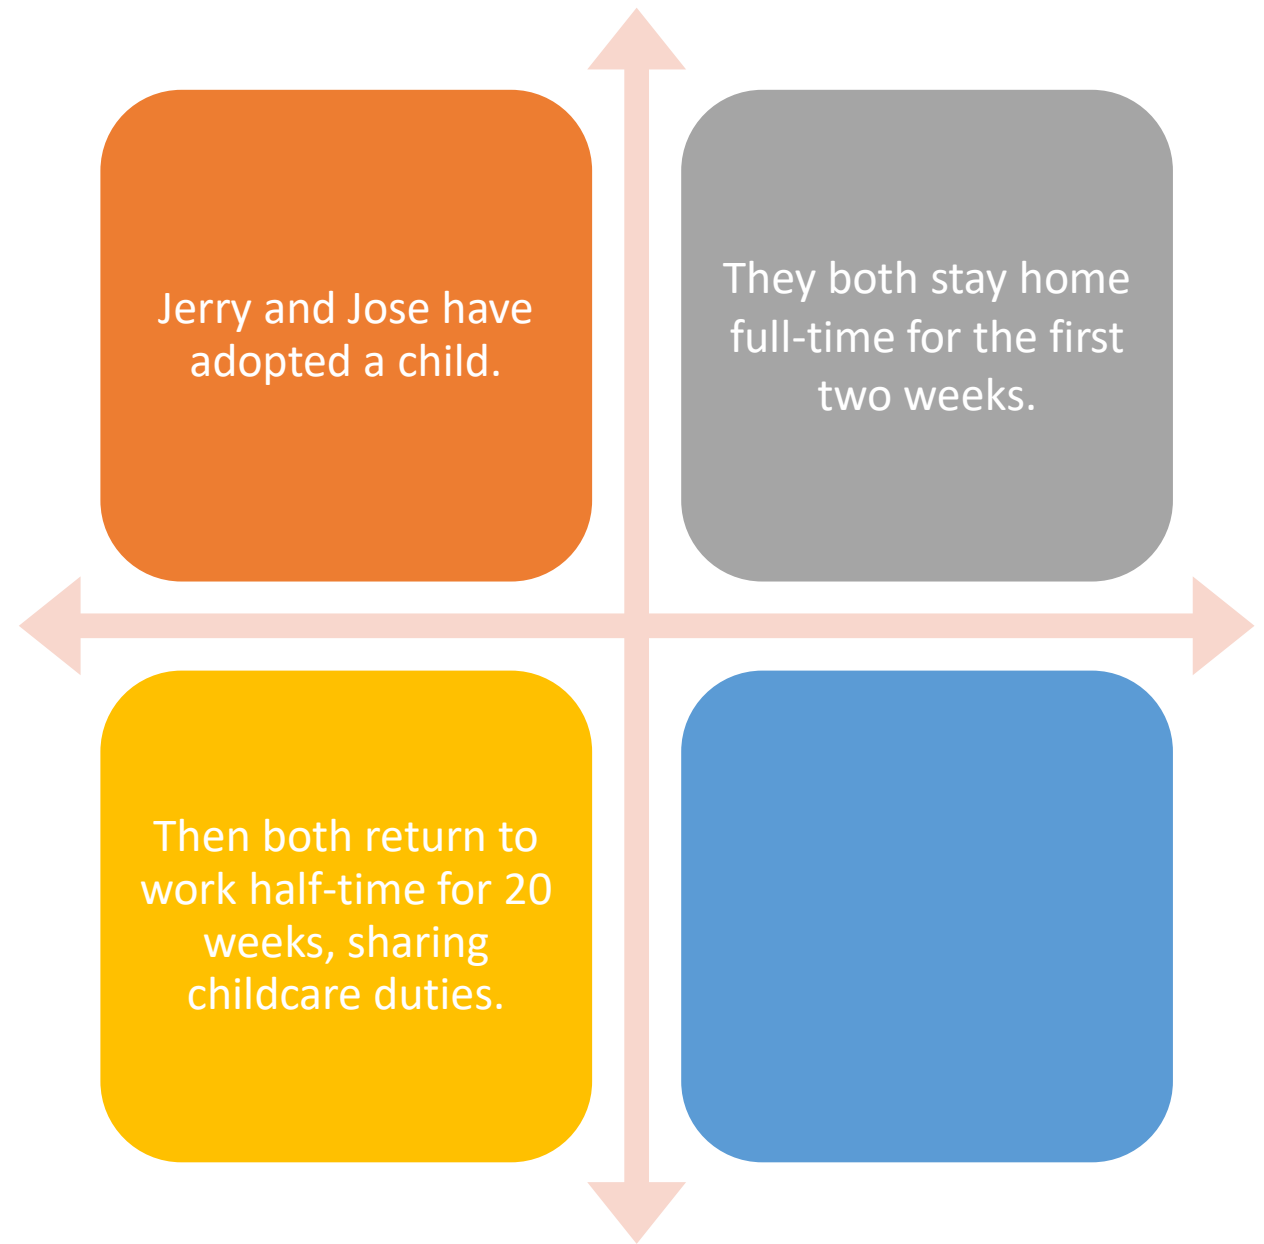 Jerry and Jose have
adopted a child.
They both stay home
full-time for the first
two weeks.
Then both return to
work half-time for 20
weeks, sharing
childcare duties.